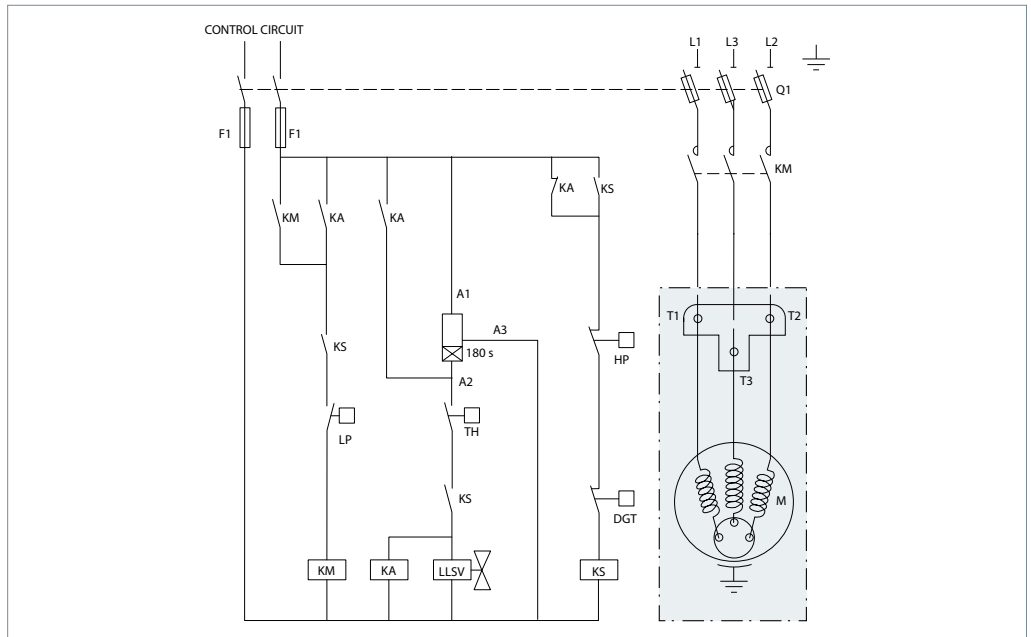 CONTROL CIRCUIT
L1 L3 L2
Q1
F1 F1
KA KS KM
KM KA KA
A1
T1 T2
A3
180 s
KS HP
A2 T3
TH
LP
KS M
DGT
KM KA LLSV KS